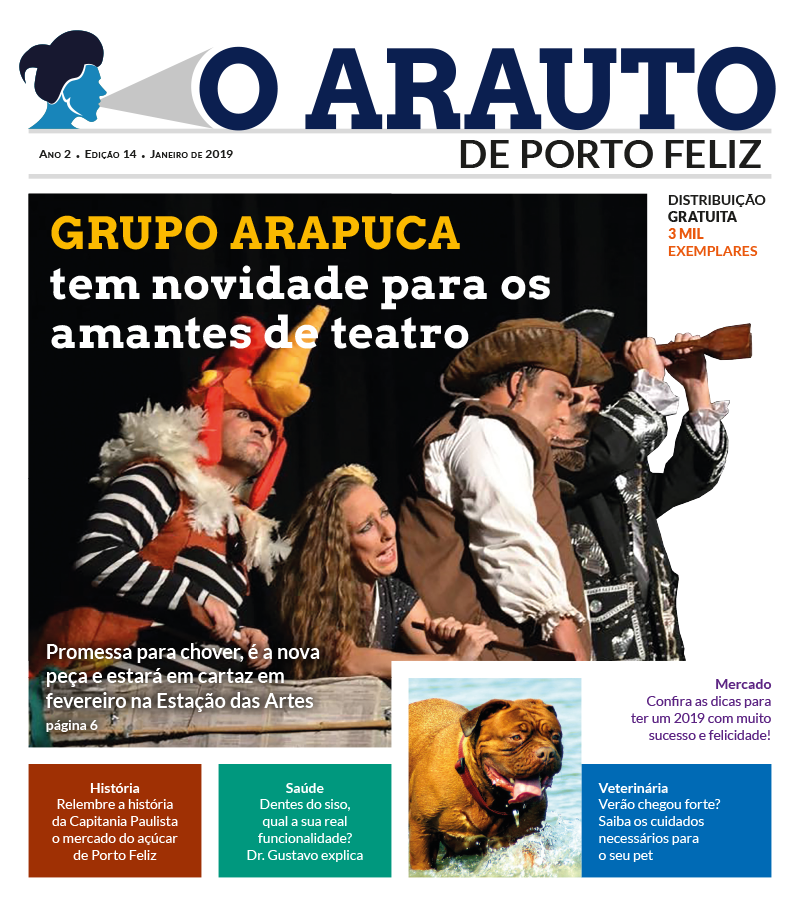 O ARAUTO
DE PORTO FELIZ
Ano 2 • Edição 14 • Janeiro de 2019
DISTRIBUIÇÃO
GRATUITA
3 MIL
EXEMPLARES
GRUPO ARAPUCA
tem novidade para os
amantes de teatro
Promessa para chover, é a nova
peça e estará em cartaz em
fevereiro na Estação das Artes
página 6
Mercado
Confira as dicas para
ter um 2019 com muito
sucesso e felicidade!
História
Relembre a história
da Capitania Paulista
o mercado do açúcar
de Porto Feliz
Saúde
Dentes do siso,
qual a sua real
funcionalidade?
Dr. Gustavo explica
Veterinária
Verão chegou forte?
Saiba os cuidados
necessários para
o seu pet